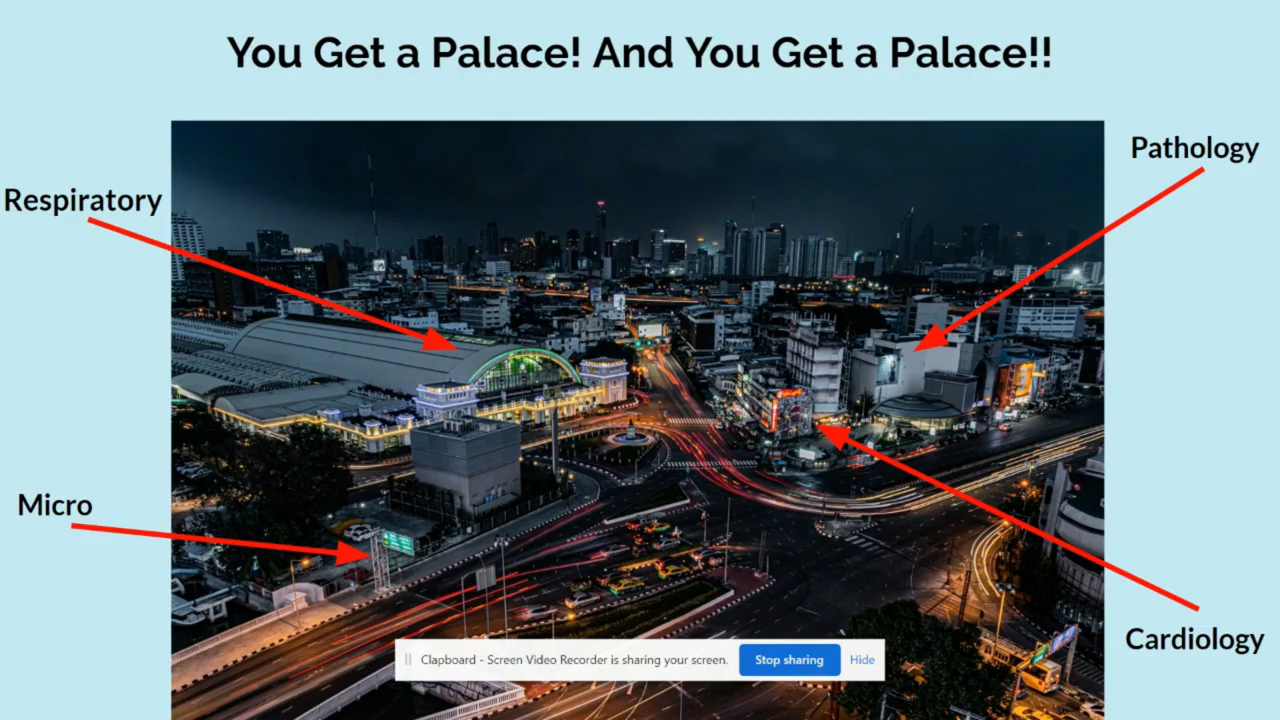 You Get a Palace! And You Get a Palace!!
Pathology
Respiratory
Micro
Cardiology
Clapboard - Screen Video Recorder is sharing your screen.
Stop sharing
Hide